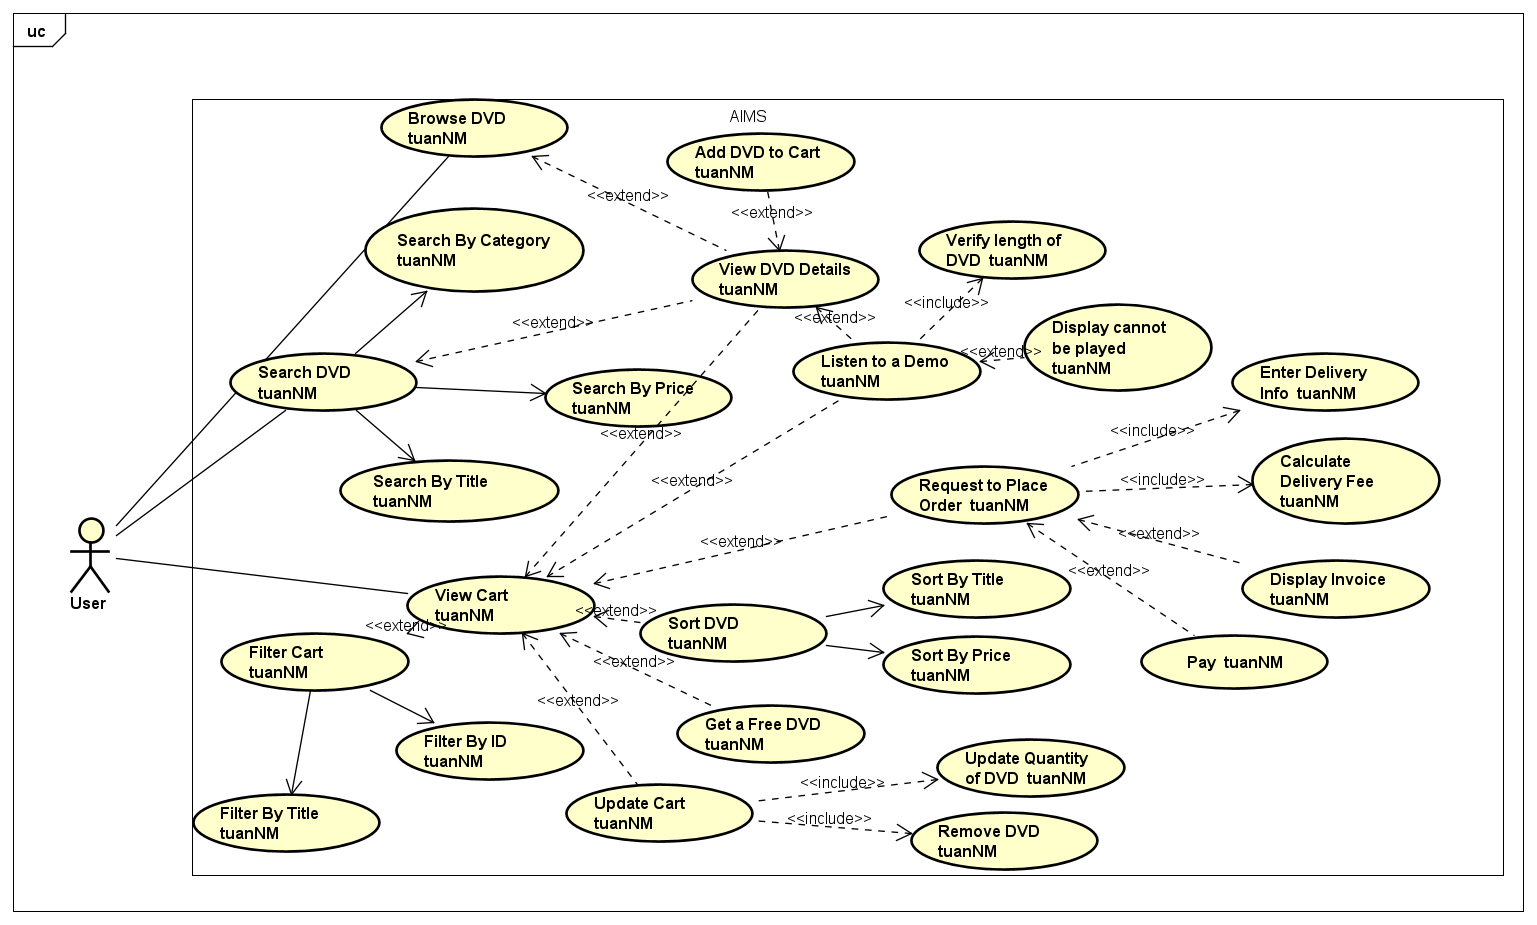 uc
AIMS
Browse DVD
tuanNM
Add DVD to Cart
tuanNM
<<extend>>
<<extend>>
Search By Category
tuanNM
Verify length of
DVD tuanNM
View DVD Details
tuanNM
<<include>>
<<extend>>
<<extend>>
Display cannot
be played
tuanNM
<<extend>>
Listen to a Demo
tuanNM
Search DVD
tuanNM
Search By Price
tuanNM
Enter Delivery
Info tuanNM
<<extend>>
<<include>>
Search By Title
tuanNM
<<extend>>
<<include>>
Calculate
Delivery Fee
tuanNM
Request to Place
Order tuanNM
<<extend>>
<<extend>>
<<extend>>
Display Invoice
tuanNM
User
View Cart
tuanNM
<<extend>>
Sort By Title
tuanNM
<<extend>>
Sort DVD
tuanNM
Filter Cart
tuanNM
<<extend>>
Sort By Price
tuanNM
Pay tuanNM
<<extend>>
Get a Free DVD
tuanNM
Filter By ID
tuanNM
Update Quantity
of DVD tuanNM
<<include>>
Update Cart
tuanNM
<<include>>
Filter By Title
tuanNM
Remove DVD
tuanNM